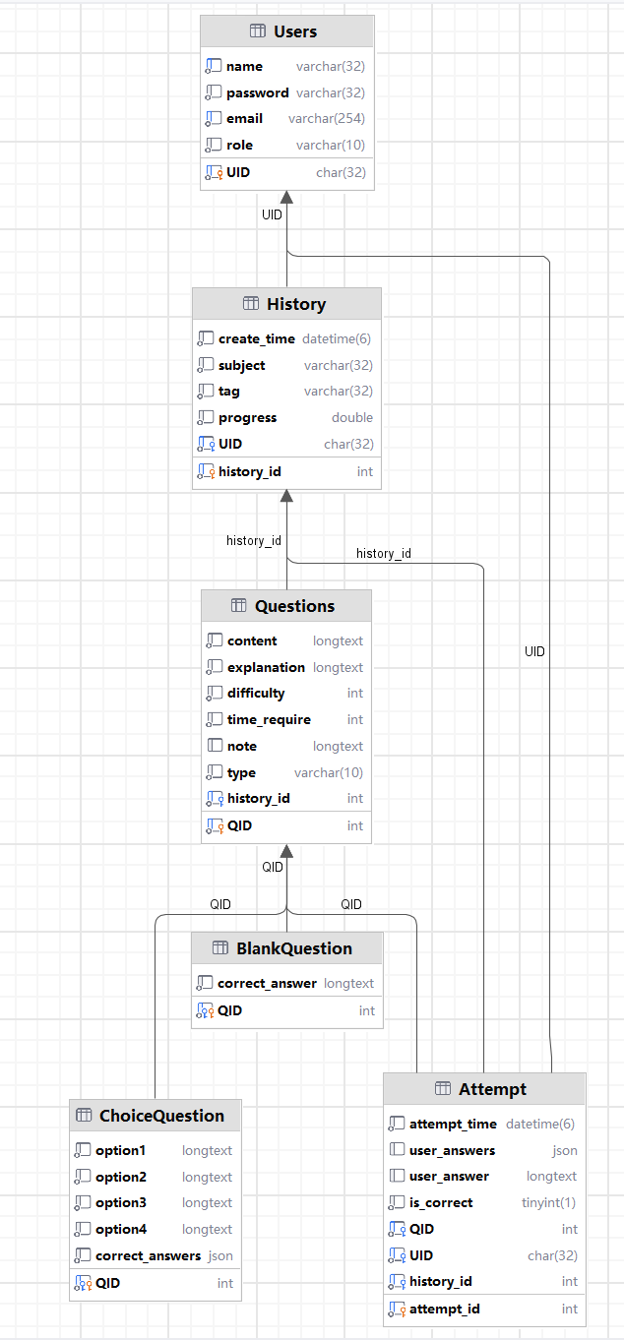 Users
name varchar(32)
password varchar(32)
email varchar(254)
role varchar(10)
UID char(32)
UID
History
create_time datetime(6)
subject varchar(32)
tag varchar(32)
progress double
UID char(32)
history_id int
history_id
history_id
Questions
content longtext
explanation longtext
UID
difficulty int
time_require int
note longtext
type varchar(10)
history_id int
QID int
QID
QID QID
BlankQuestion
correct_answer longtext
QID int
Attempt
attempt_time datetime(6)
user_answers json
user_answer longtext
is_correct tinyint(1)
QID int
UID char(32)
history_id int
attempt_id int
ChoiceQuestion
option1 longtext
option2 longtext
option3 longtext
option4 longtext
correct_answers json
QID int